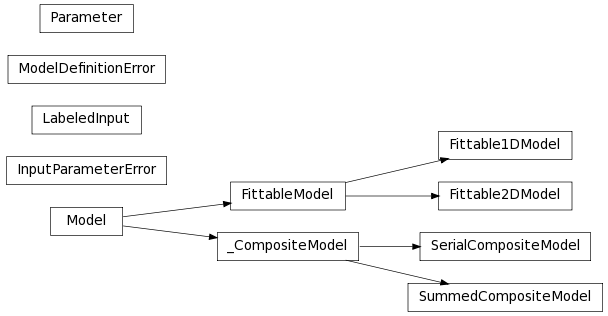 Parameter
ModelDefinitionError
LabeledInput
Fittable1DModel
InputParameterError
FittableModel
Fittable2DModel
Model
_CompositeModel
SerialCompositeModel
SummedCompositeModel